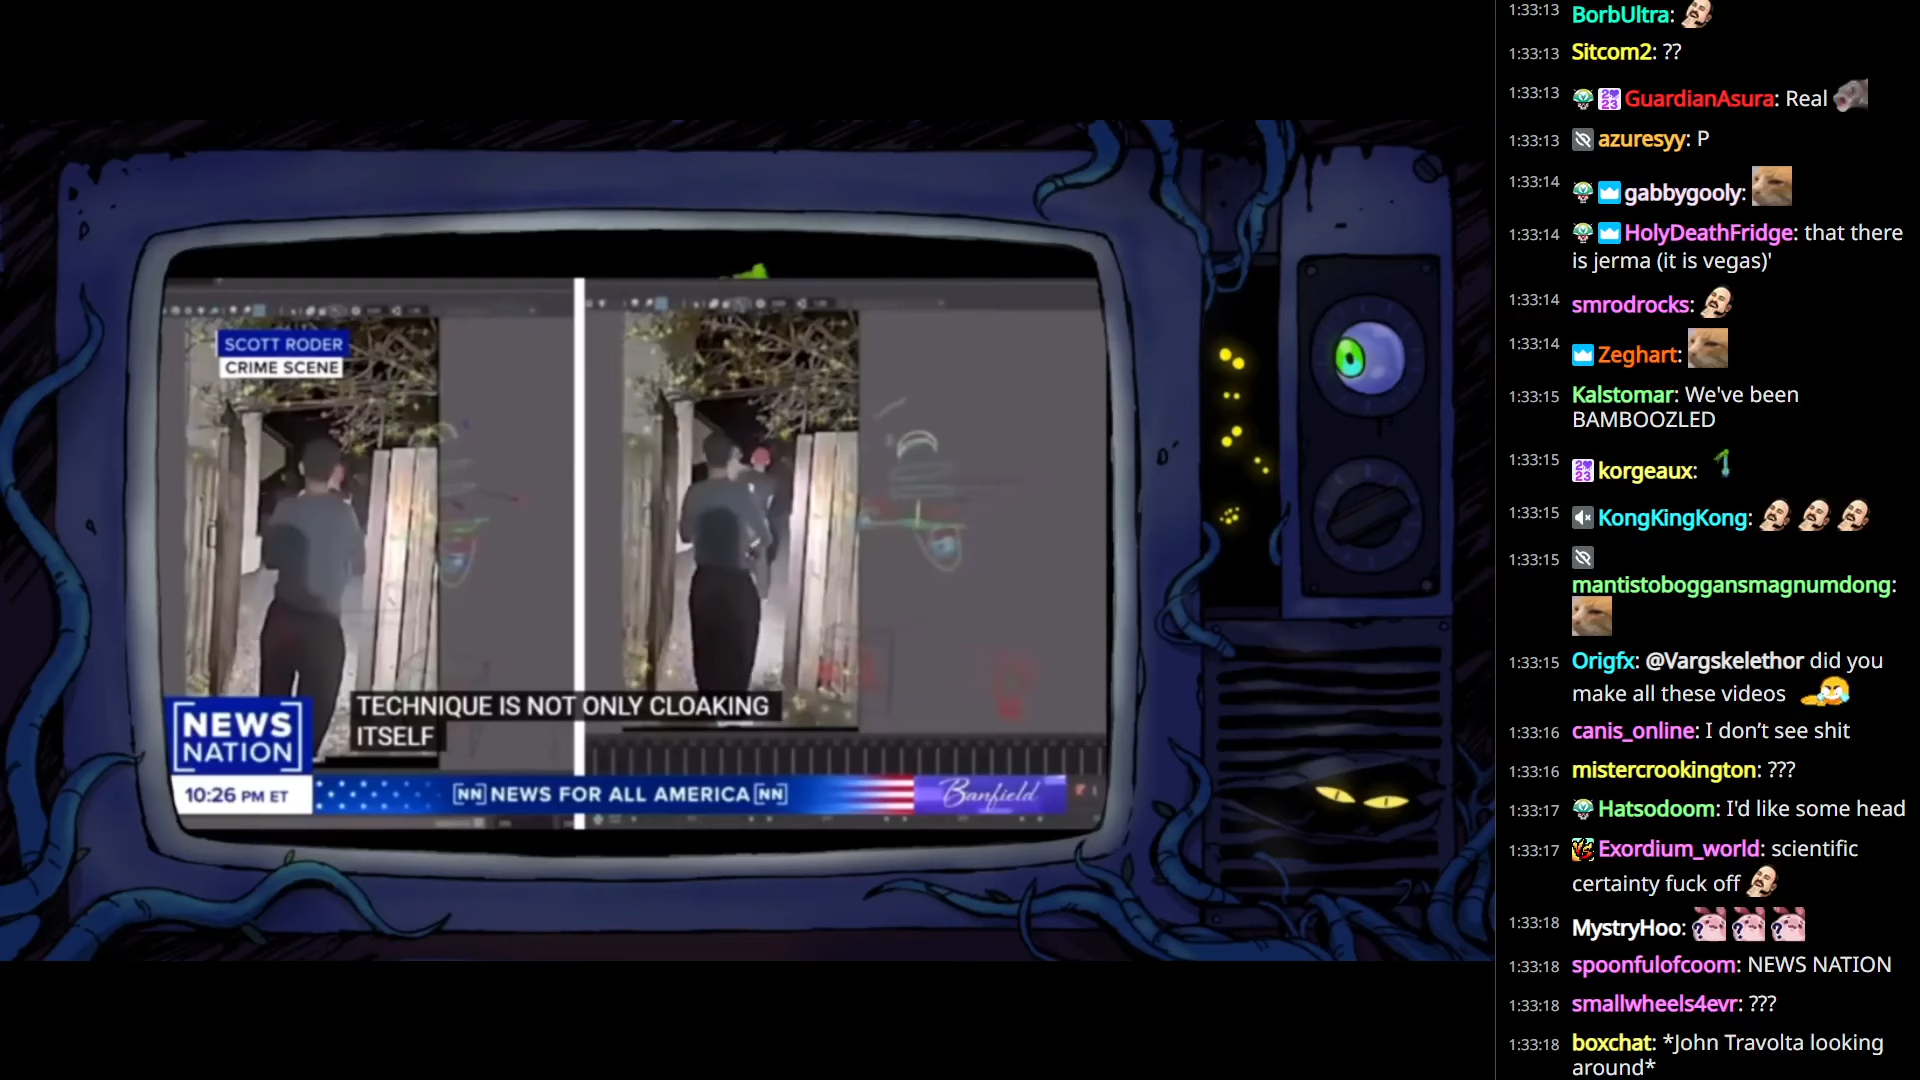 SCOTT RODER
CRIME SCENE
TECHNIQUE IS NOT ONLY CLOAKING
ITSELF
NEWS
NATION
10:26 PM ET
NN NEWS FOR ALL AMERICA NN
Banfield
1:33:13 BorbUltra:
1:33:13 Sitcom2: ??
1:33:13 GuardianAsura: Real
1:33:13 azuresyy: P
1:33:14 gabbygooly:
1:33:14 HolyDeathFridge: that there
is jerma (it is vegas)'
1:33:14 smrodrocks:
1:33:14 Zeghart:
1:33:15 Kalstomar: We've been
BAMBOOZLED
1:33:15 korgeaux:
1:33:15 KongKingKong:
1:33:15
mantistoboggansmagnumdong:
1:33:15 Origfx: @Vargskelethor did you
make all these videos
1:33:16 canis_online: I don’t see shit
1:33:16 mistercrookington: ???
1:33:17 Hatsodoom: I'd like some head
1:33:17 Exordium_world: scientific
certainty fuck off
1:33:18 MystryHoo:
1:33:18 spoonfulofcoom: NEWS NATION
1:33:18 smallwheels4evr: ???
1:33:18 boxchat: *John Travolta looking
around*